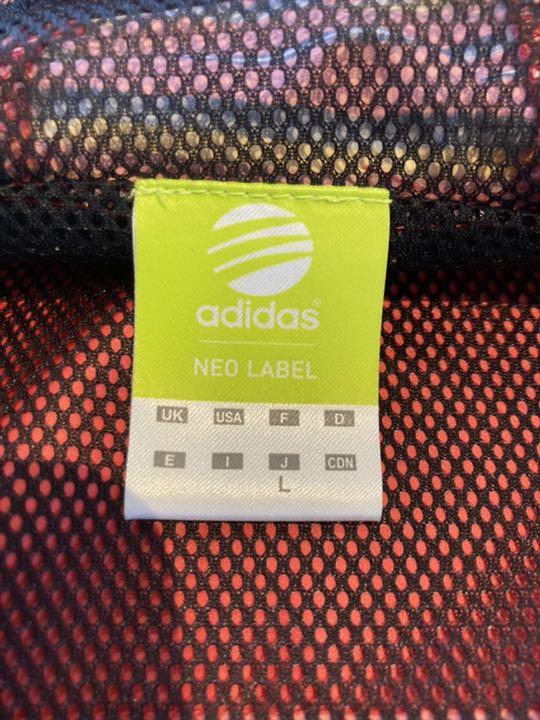 adidas®
NEO LABEL
UK USA F D
E I J CDN
L